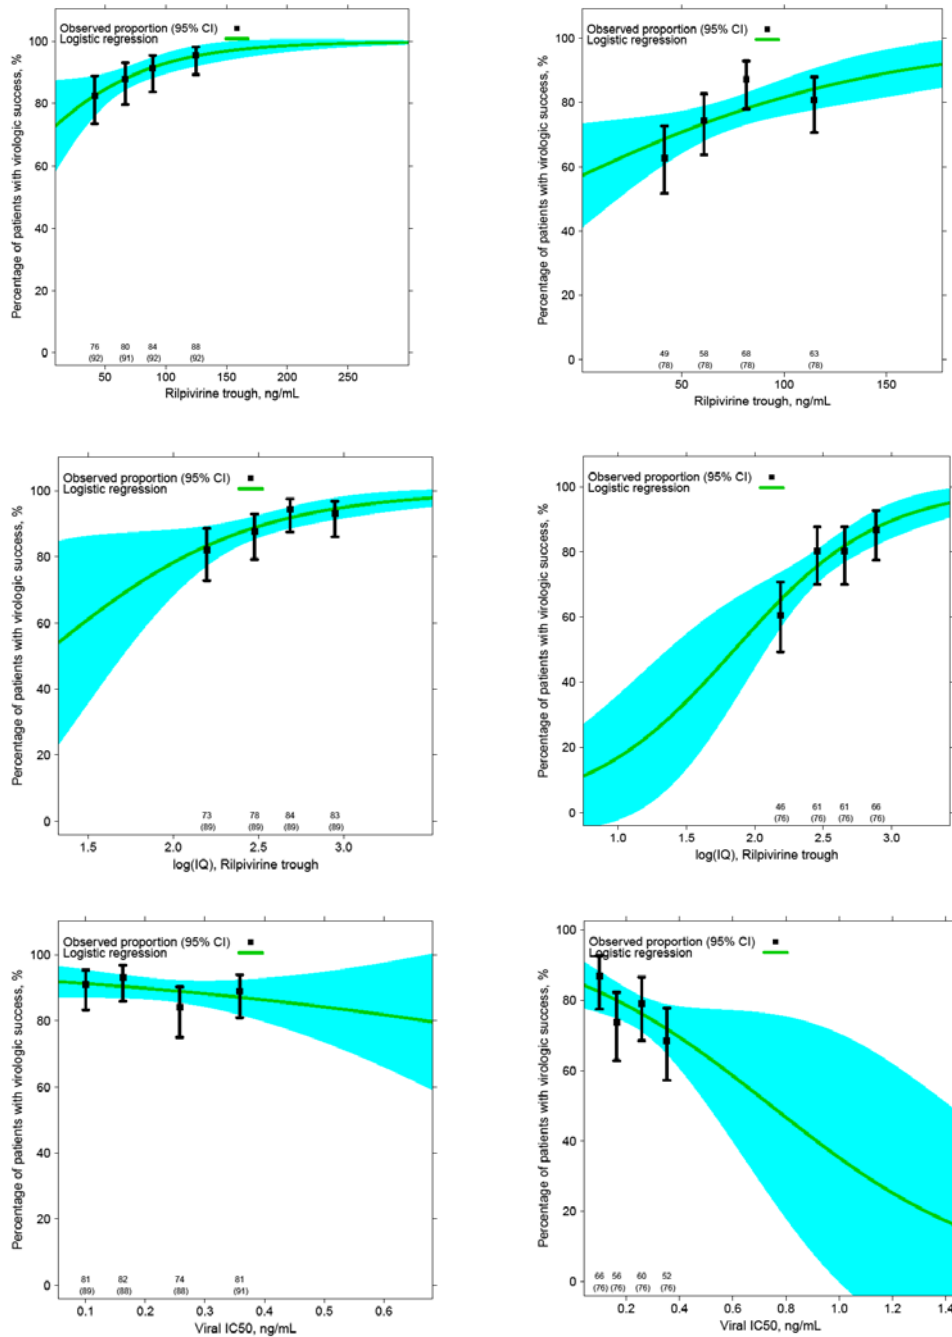 Percentage of patients with virologic success, %
Observed proportion (95% CI)
Logistic regression
100
80
60
40
20
0
76 80 84 88
(92) (91) (92) (92)
50 100 150 200 250
Rilpivirine trough, ng/mL
Percentage of patients with virologic success, %
Observed proportion (95% CI)
Logistic regression
100
80
60
40
20
0
49 58 68 63
(78) (78) (78) (78)
50 100 150
Rilpivirine trough, ng/mL
Percentage of patients with virologic success, %
Observed proportion (95% CI)
Logistic regression
100
80
60
40
20
0
73 78 84 83
(89) (89) (89) (89)
1.5 2.0 2.5 3.0
log(IQ), Rilpivirine trough
Percentage of patients with virologic success, %
Observed proportion (95% CI)
Logistic regression
100
80
60
40
20
0
46 61 61 66
(76) (76) (76) (76)
1.0 1.5 2.0 2.5 3.0
log(IQ), Rilpivirine trough
Percentage of patients with virologic success, %
Observed proportion (95% CI)
Logistic regression
100
80
60
40
20
0
81 82 74 81
(89) (88) (88) (91)
0.1 0.2 0.3 0.4 0.5 0.6
Viral IC50, ng/mL
Percentage of patients with virologic success, %
Observed proportion (95% CI)
Logistic regression
100
80
60
40
20
0
66 56 60 52
(76) (76) (76) (76)
0.2 0.4 0.6 0.8 1.0 1.2 1.4
Viral IC50, ng/mL